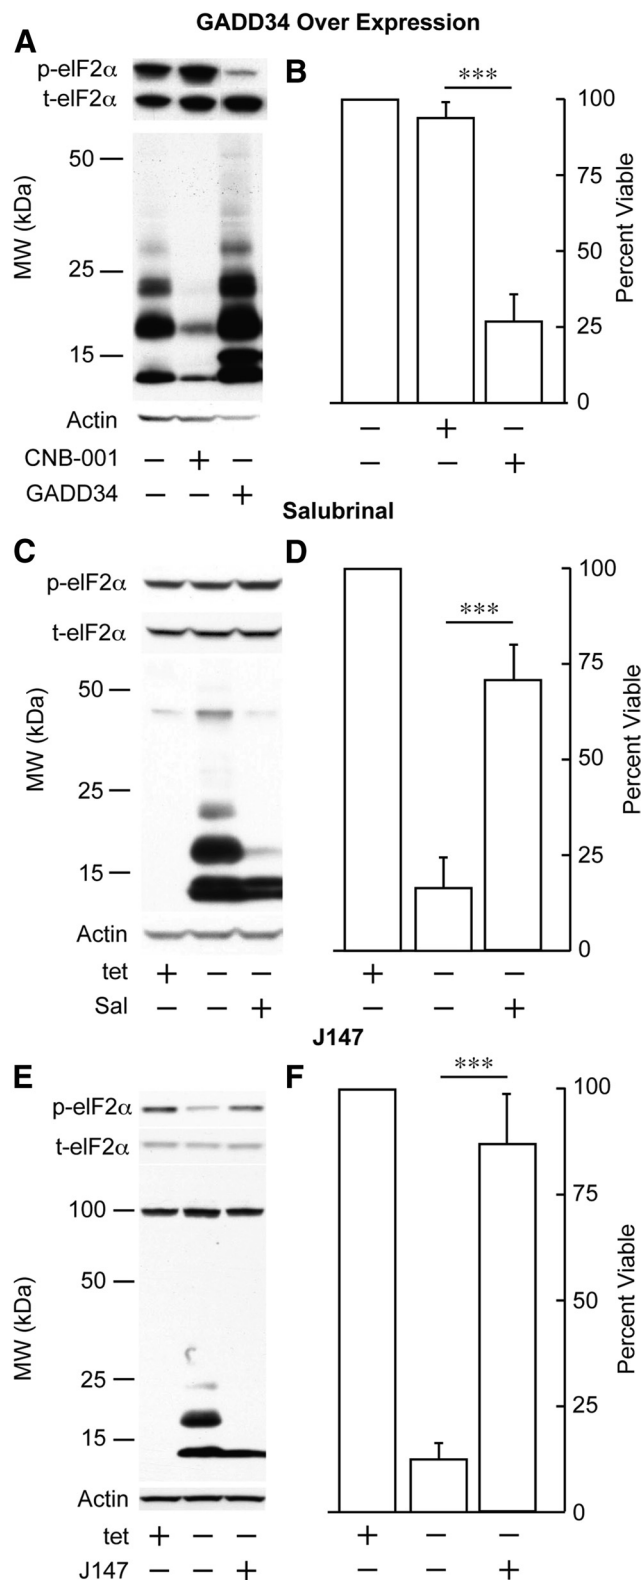 GADD34 Over Expression
A
p-eIF2α
t-eIF2α
MW (kDa)
50
25
15
Actin
CNB-001 − + −
GADD34 − − +
B
***
100
75
50
25
0
Percent Viable
− + −
− − +
Salubrinal
C
p-eIF2α
t-eIF2α
MW (kDa)
50
25
15
Actin
tet + − −
Sal − − +
D
***
100
75
50
25
0
Percent Viable
+ − −
− − +
J147
E
p-eIF2α
t-eIF2α
MW (kDa)
100
50
25
15
Actin
tet + − −
J147 − − +
F
***
100
75
50
25
0
Percent Viable
+ − −
− − +